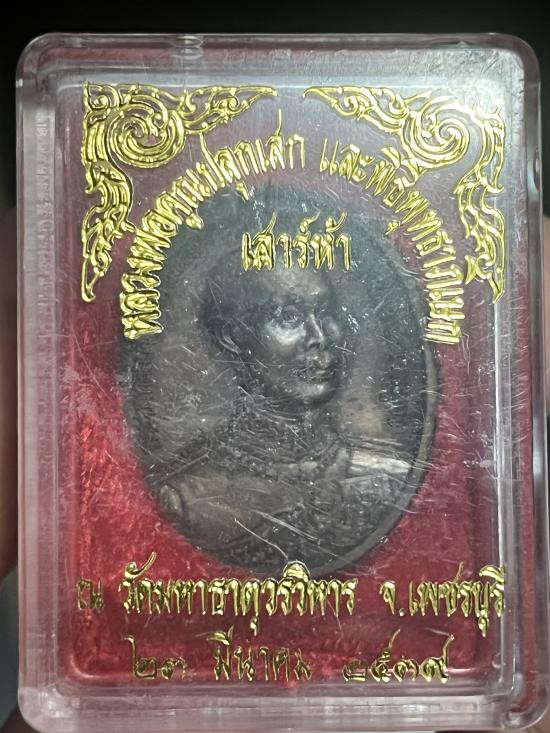 หลวงพ่อคูณปลุกเสก และพิธีพุทธาภิเษก
เสาร์ห้า
ณ วัดมหาธาตุวรวิหาร จ.เพชรบุรี
๒๓ มีนาคม ๒๕๓๙